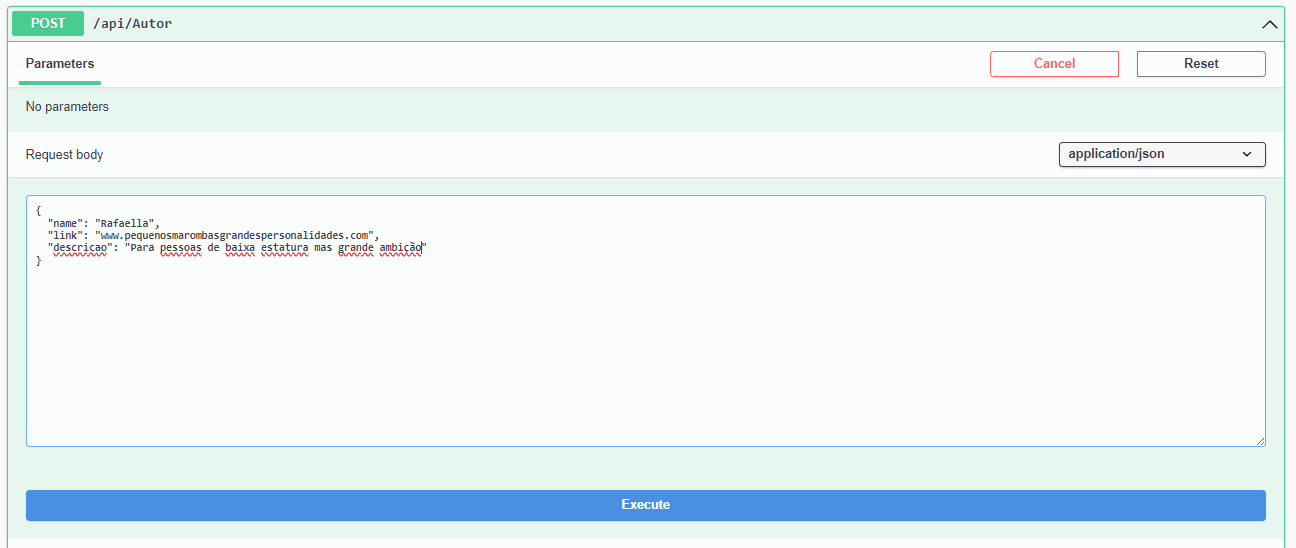 POST /api/Autor
Parameters
Cancel
Reset
No parameters
Request body
application/json
{
"name": "Rafaella",
"link": "www.pequenosmarombasgrandespersonalidades.com",
"descricao": "Para pessoas de baixa estatura mas grande ambição"
}
Execute